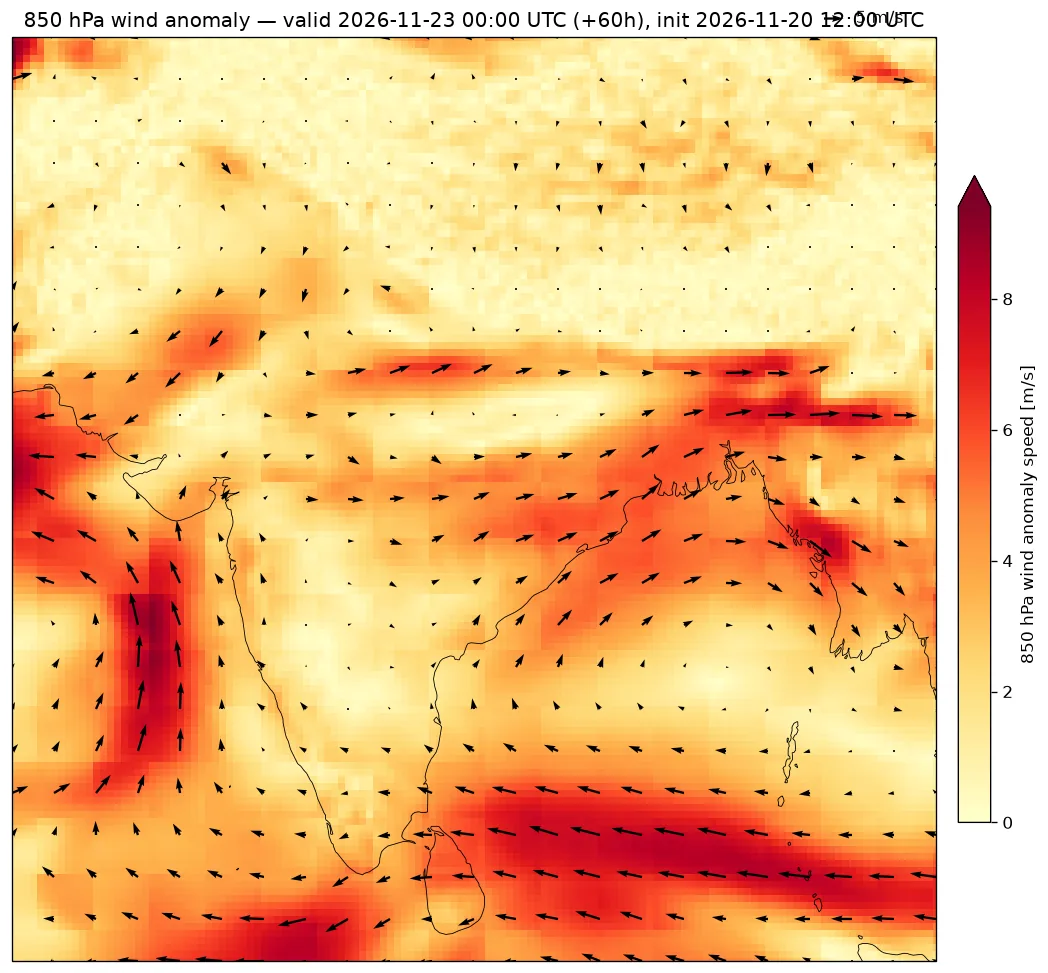 850 hPa wind anomaly — valid 2026-11-23 00:00 UTC (+60h), init 2026-11-20 12:00 UTC
5 m/s
8
6
4
2
0
850 hPa wind anomaly speed [m/s]